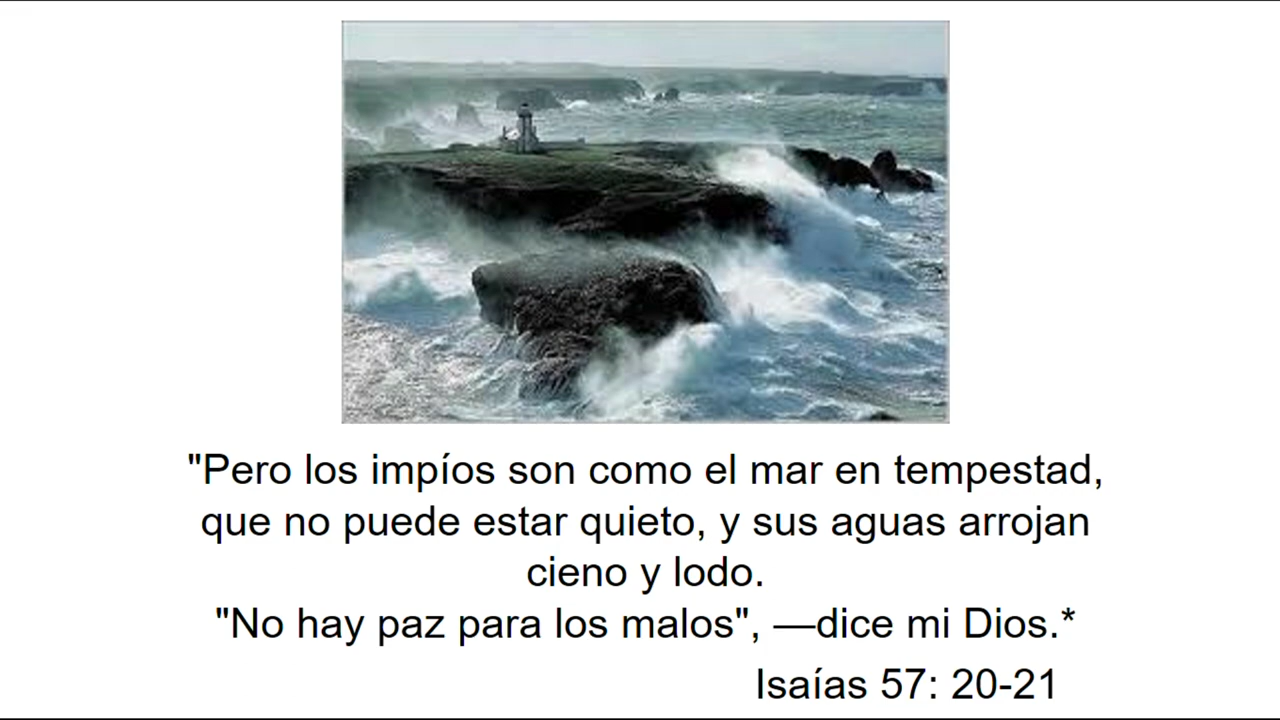 "Pero los impíos son como el mar en tempestad,
que no puede estar quieto, y sus aguas arrojan
cieno y lodo.
"No hay paz para los malos", —dice mi Dios.*
Isaías 57: 20-21